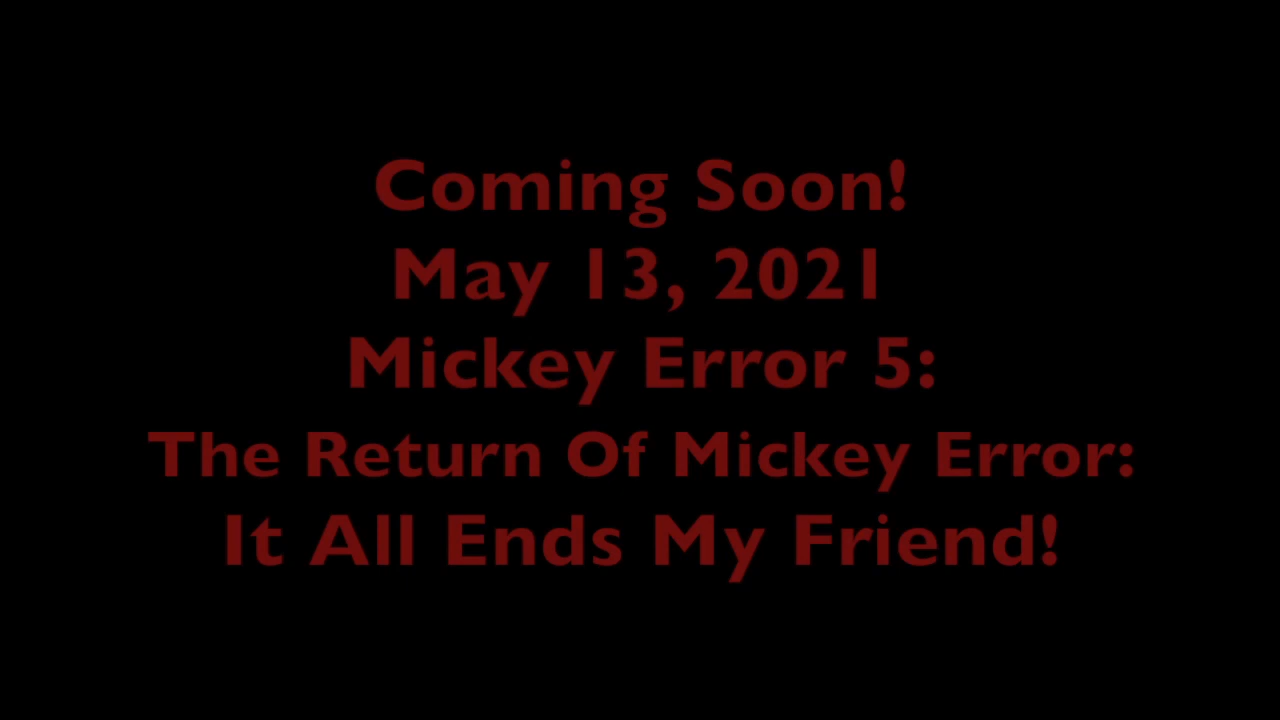 Coming Soon!
May 13, 2021
Mickey Error 5:
The Return Of Mickey Error:
It All Ends My Friend!